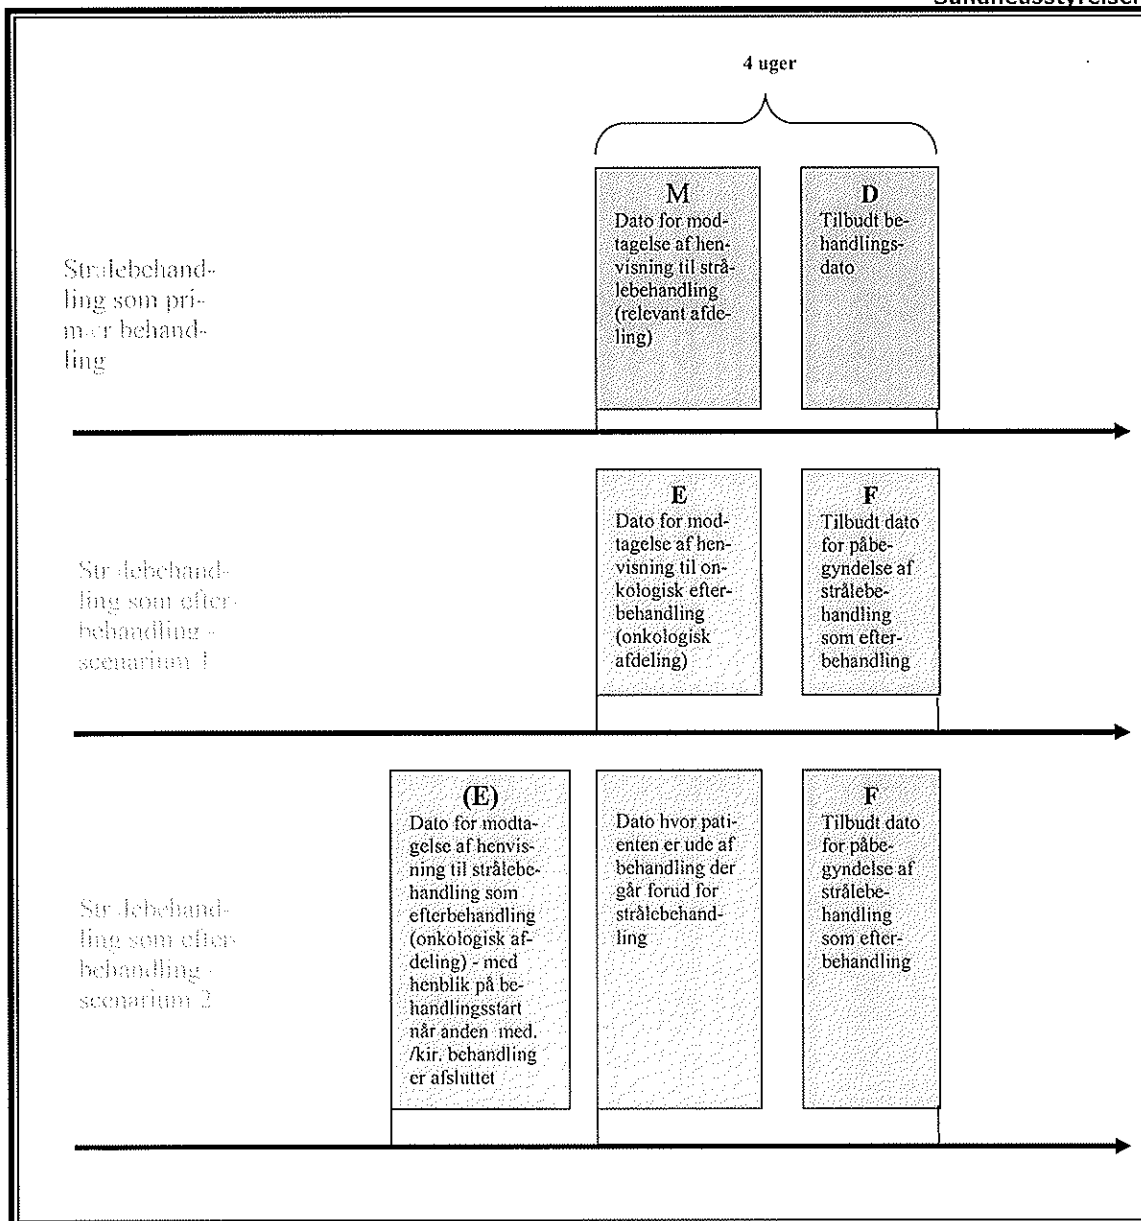 4 uger
Strålebehand-
ling som pri-
mær behand-
ling
M
Dato for mod-
tagelse af hen-
visning til strå-
lebehandling
(relevant afde-
ling)
D
Tilbudt be-
handlings-
dato
Strålebehand-
ling som efter-
behandling -
scenarium 1
E
Dato for mod-
tagelse af hen-
visning til on-
kologisk efter-
behandling
(onkologisk
afdeling)
F
Tilbudt dato
for påbe-
gyndelse af
strålebe-
handling
som efter-
behandling
Strålebehand-
ling som efter-
behandling -
scenarium 2
(E)
Dato for modta-
gelse af henvis-
ning til strålebe-
handling som
efterbehandling
(onkologisk af-
deling) - med
henblik på be-
handlingsstart
når anden med.
/kir. behandling
er afsluttet
Dato hvor pati-
enten er ude af
behandling der
går forud for
strålebehand-
ling
F
Tilbudt dato
for påbe-
gyndelse af
strålebe-
handling
som efter-
behandling